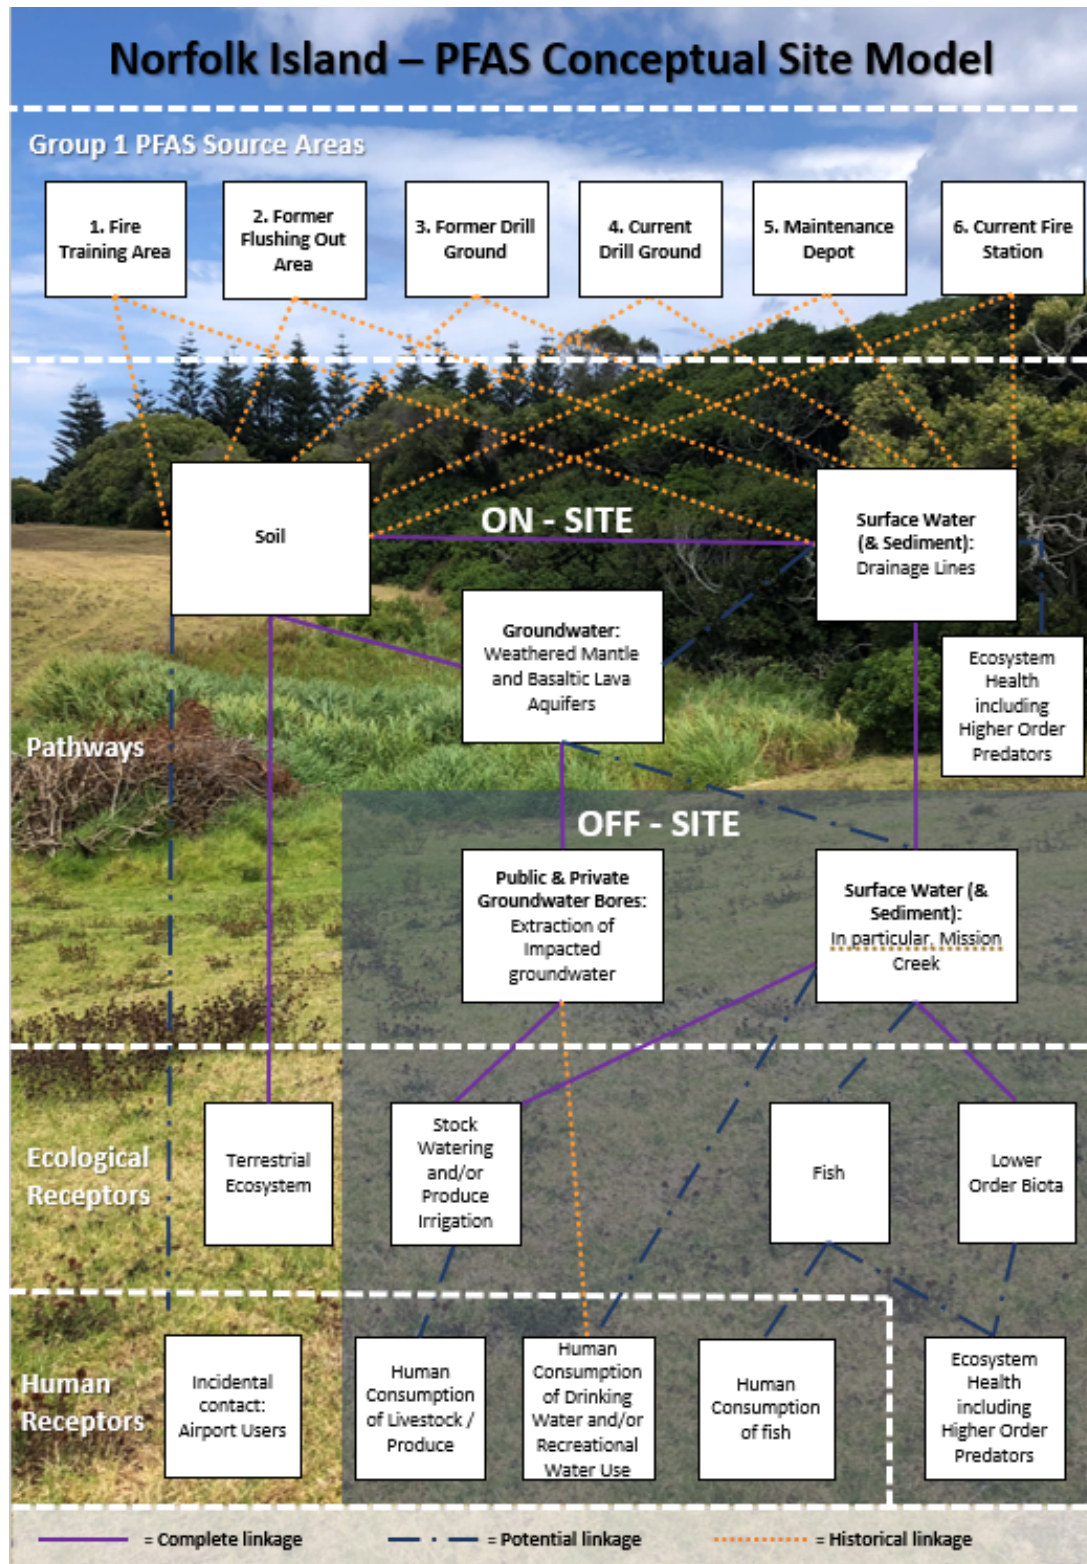 Norfolk Island – PFAS Conceptual Site Model
Group 1 PFAS Source Areas
1. Fire
Training Area
2. Former
Flushing Out
Area
3. Former Drill
Ground
4. Current
Drill Ground
5. Maintenance
Depot
6. Current Fire
Station
Soil
ON - SITE
Surface Water
(& Sediment):
Drainage Lines
Groundwater:
Weathered Mantle
and Basaltic Lava
Aquifers
Ecosystem
Health
including
Higher Order
Predators
Pathways
OFF - SITE
Public & Private
Groundwater Bores:
Extraction of
Impacted
groundwater
Surface Water (&
Sediment):
In particular, Mission
Creek
Ecological
Receptors
Terrestrial
Ecosystem
Stock
Watering
and/or
Produce
Irrigation
Fish
Lower
Order Biota
Human
Receptors
Incidental
contact:
Airport Users
Human
Consumption
of Livestock /
Produce
Human
Consumption
of Drinking
Water and/or
Recreational
Water Use
Human
Consumption
of fish
Ecosystem
Health
including
Higher Order
Predators
= Complete linkage
= Potential linkage
= Historical linkage